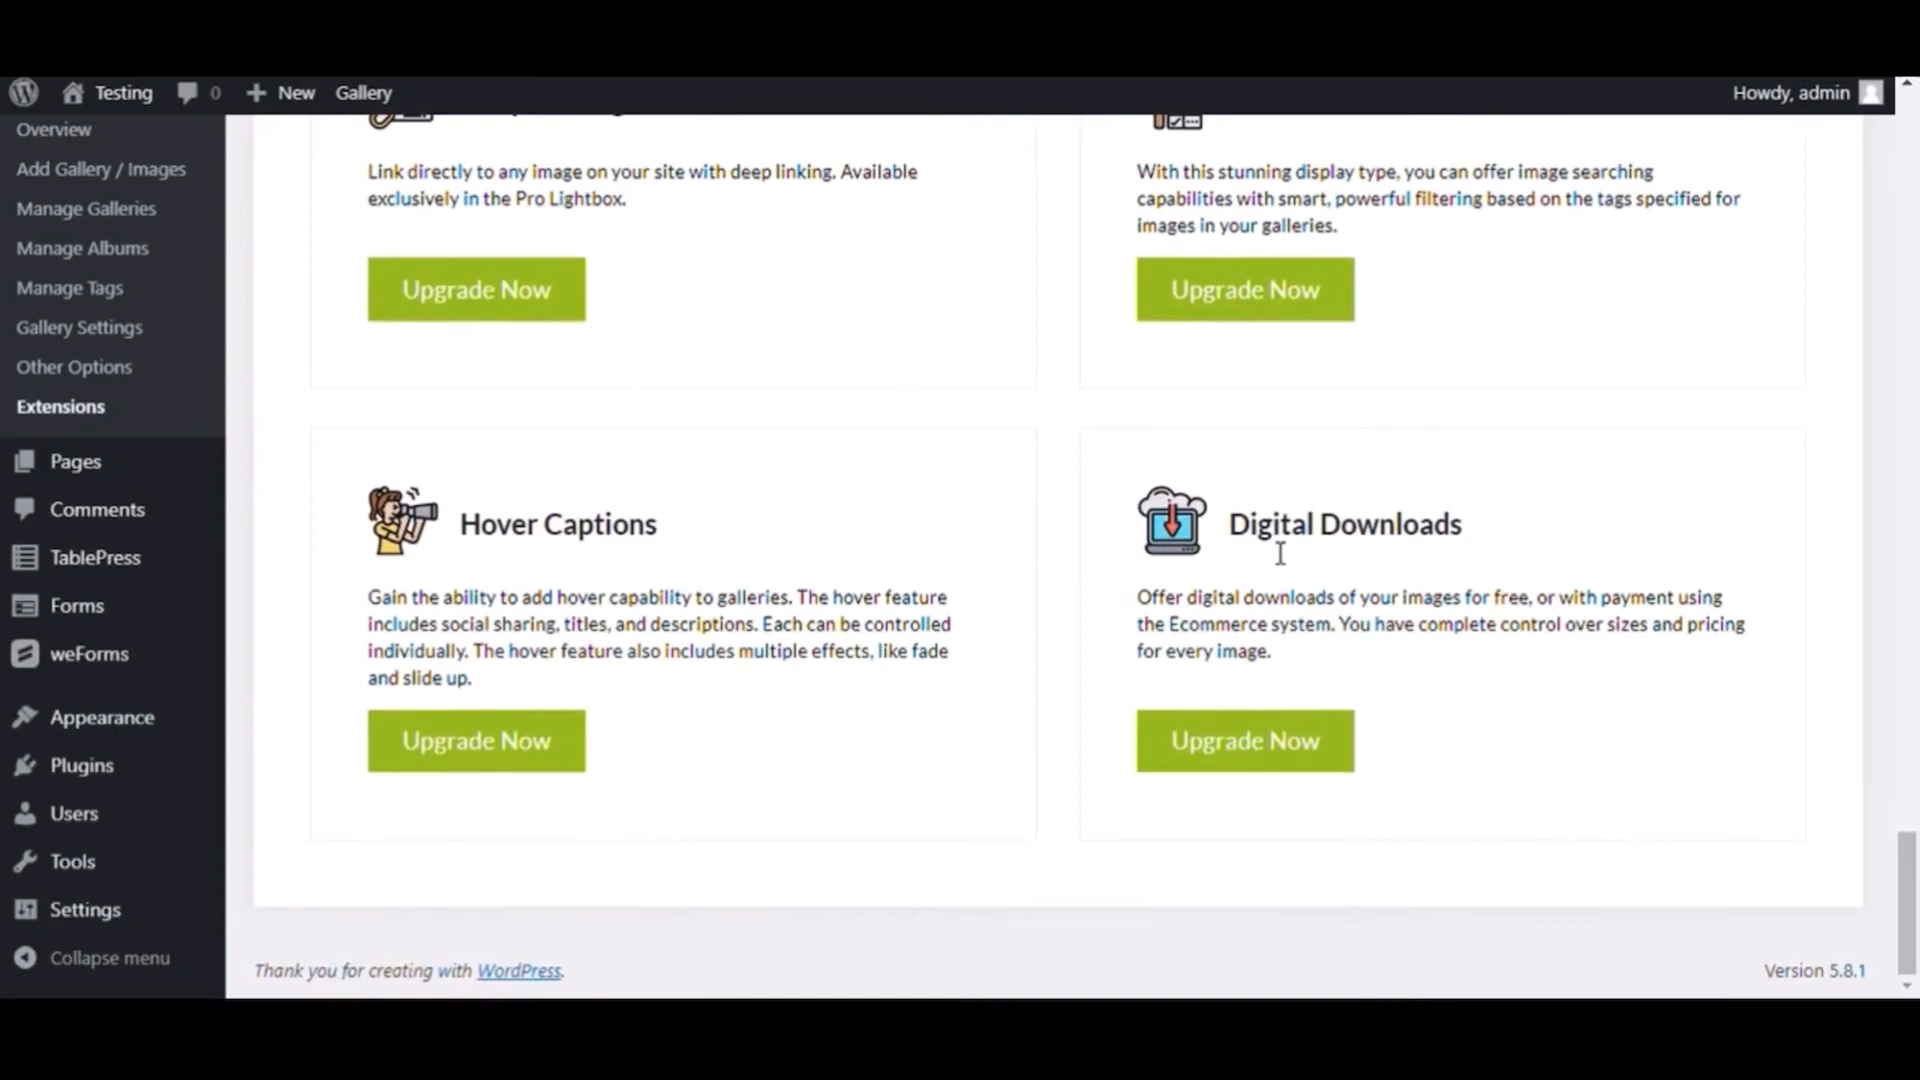 Testing
0
New
Gallery
Howdy, admin
Overview
Add Gallery / Images
Manage Galleries
Manage Albums
Manage Tags
Gallery Settings
Other Options
Extensions
Pages
Comments
TablePress
Forms
weForms
Appearance
Plugins
Users
Tools
Settings
Collapse menu
Link directly to any image on your site with deep linking. Available
exclusively in the Pro Lightbox.
Upgrade Now
With this stunning display type, you can offer image searching
capabilities with smart, powerful filtering based on the tags specified for
images in your galleries.
Upgrade Now
Hover Captions
Gain the ability to add hover capability to galleries. The hover feature
includes social sharing, titles, and descriptions. Each can be controlled
individually. The hover feature also includes multiple effects, like fade
and slide up.
Upgrade Now
Digital Downloads
Offer digital downloads of your images for free, or with payment using
the Ecommerce system. You have complete control over sizes and pricing
for every image.
Upgrade Now
Thank you for creating with WordPress.
Version 5.8.1